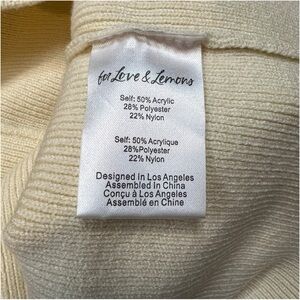 for Love & Lemons
Self: 50% Acrylic
28% Polyester
22% Nylon
Self: 50% Acrylique
28%Polyester
22% Nylon
Designed In Los Angeles
Assembled In China
Conçu à Los Angeles
Assemblé en China